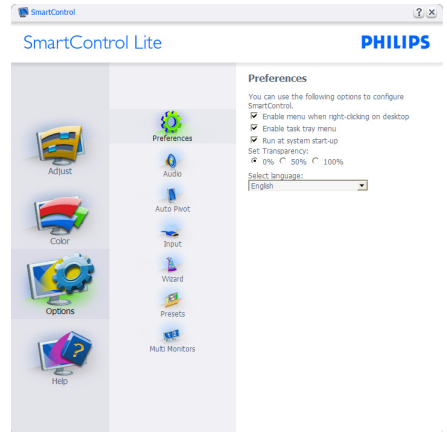 SmartControl
SmartControl Lite
PHILIPS
Adjust
Color
Options
Help
Preferences
Audio
Auto Pivot
Input
Wizard
Presets
Multi Monitors
Preferences
You can use the following options to configure
SmartControl.
Enable menu when right-clicking on desktop
Enable task tray menu
Run at system start-up
Set Transparency:
0% 50% 100%
Select language:
English